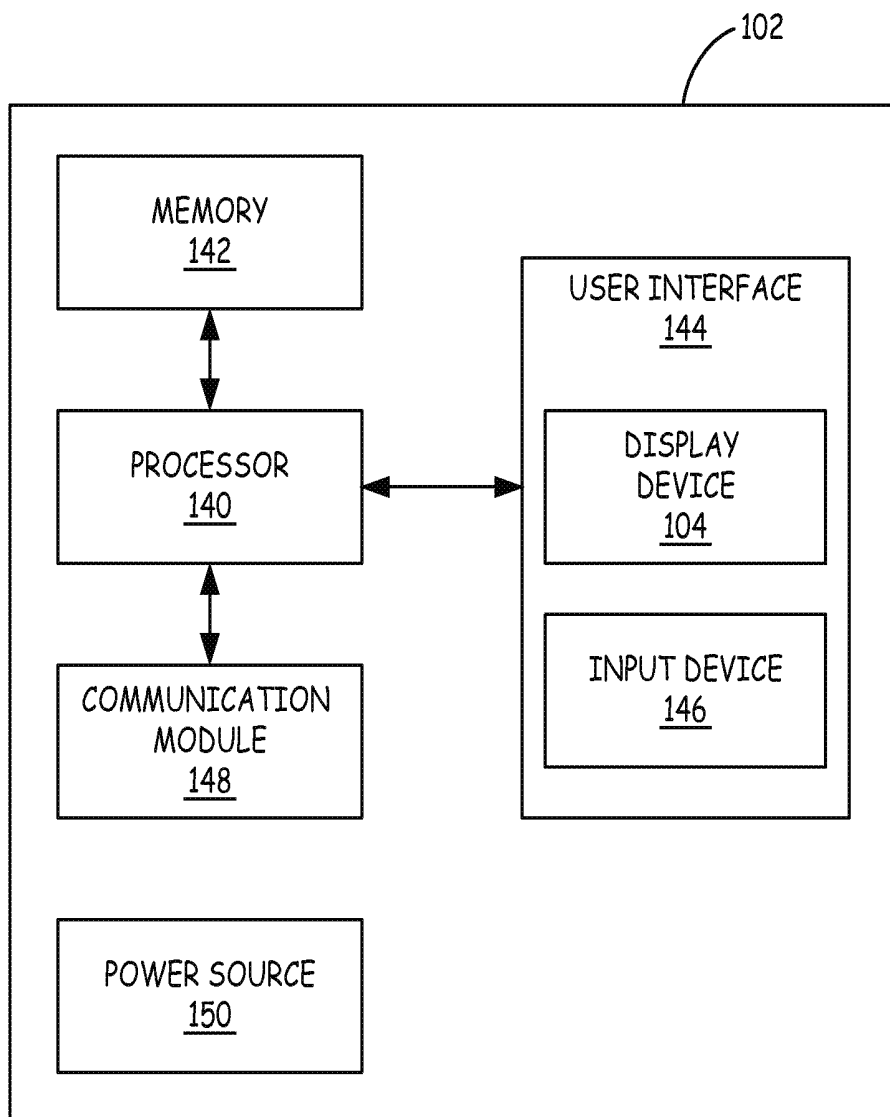 102
MEMORY
142
USER INTERFACE
144
PROCESSOR
140
DISPLAY
DEVICE
104
COMMUNICATION
MODULE
148
INPUT DEVICE
146
POWER SOURCE
150